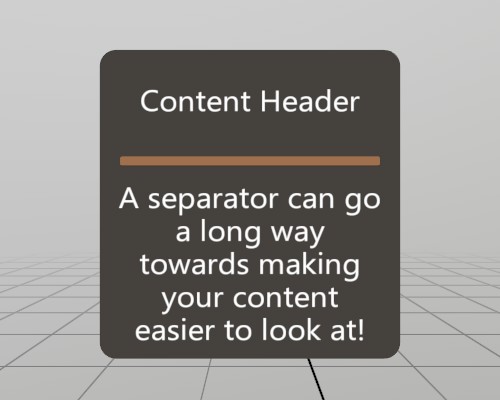 Content Header
A separator can go
a long way
towards making
your content
easier to look at!